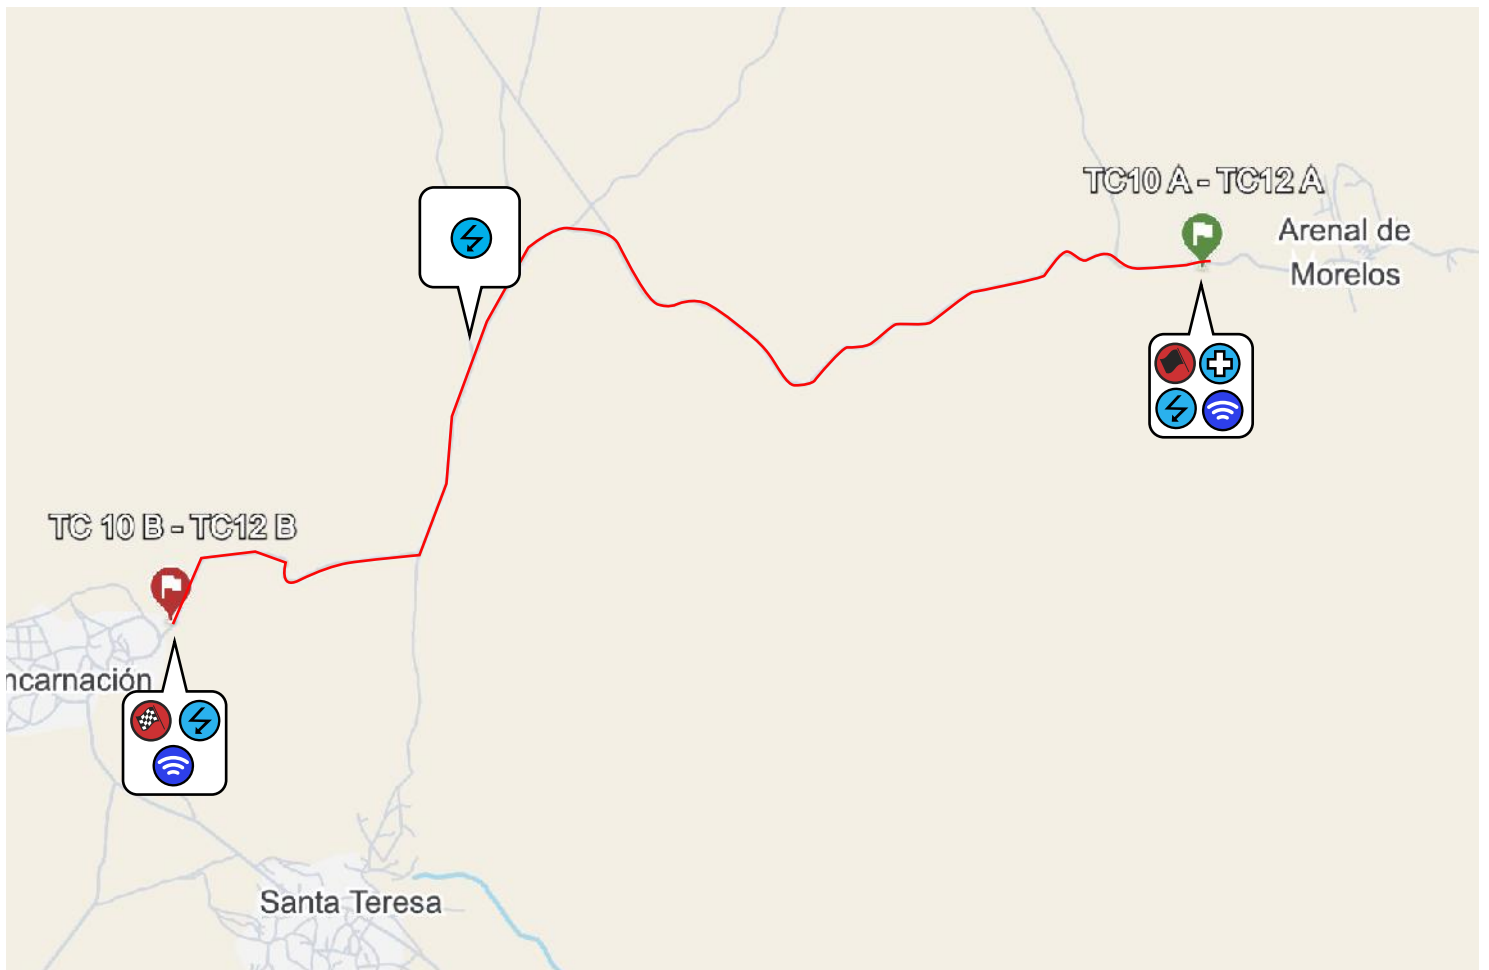 TC10 A - TC12 A
Arenal de
Morelos
TC 10 B - TC12 B
ncarnación
Santa Teresa